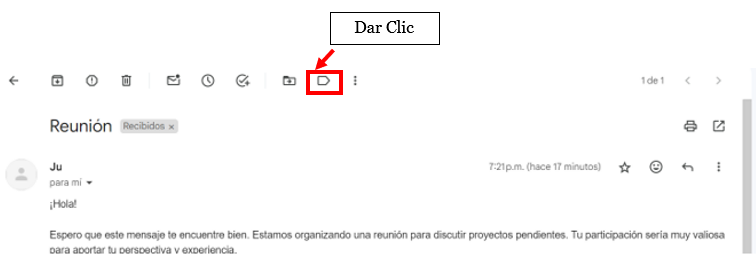 Dar Clic
1 de 1
Reunión Recibidos x
Ju 7:21 p.m. (hace 17 minutos)
para mí
¡Hola!
Espero que este mensaje te encuentre bien. Estamos organizando una reunión para discutir proyectos pendientes. Tu participación sería muy valiosa
para aportar tu perspectiva y experiencia.